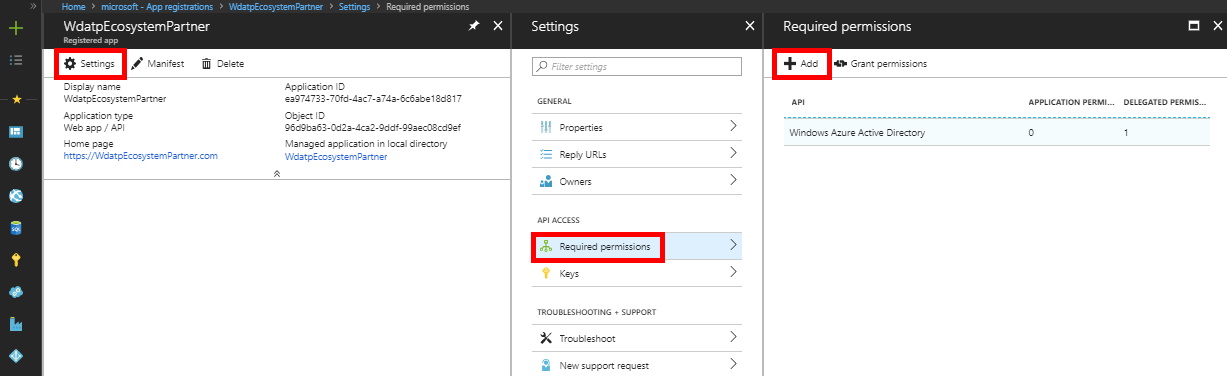 Home > microsoft - App registrations > WdatpEcosystemPartner > Settings > Required permissions
WdatpEcosystemPartner
Registered app
Settings
Manifest
Delete
Display name
WdatpEcosystemPartner
Application type
Web app / API
Home page
https://WdatpEcosystemPartner.com
Application ID
ea974733-70fd-4ac7-a74a-6c6abe18d817
Object ID
96d9ba63-0d2a-4ca2-9ddf-99aec08cd9ef
Managed application in local directory
WdatpEcosystemPartner
Settings
Filter settings
GENERAL
Properties
Reply URLs
Owners
API ACCESS
Required permissions
Keys
TROUBLESHOOTING + SUPPORT
Troubleshoot
New support request
Required permissions
Add
Grant permissions
API
APPLICATION PERMI...
DELEGATED PERMIS...
Windows Azure Active Directory
0
1
SQL